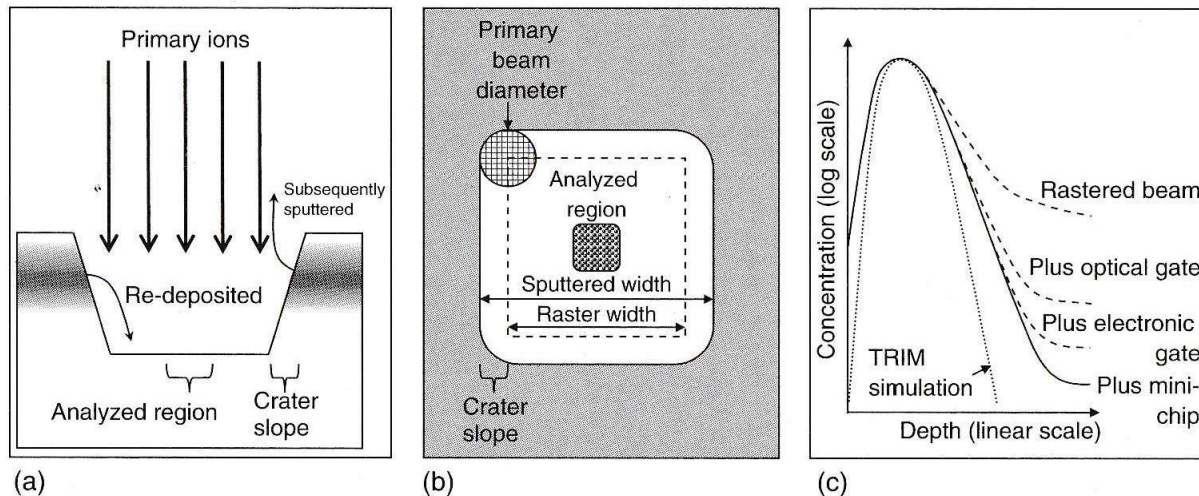 Primary ions
Subsequently
sputtered
Re-deposited
Analyzed region
Crater
slope
(a)
Primary
beam
diameter
Analyzed
region
Sputtered width
Raster width
Crater
slope
(b)
Concentration (log scale)
Rastered beam
Plus optical gate
Plus electronic
gate
TRIM
simulation
Plus mini-
chip
Depth (linear scale)
(c)